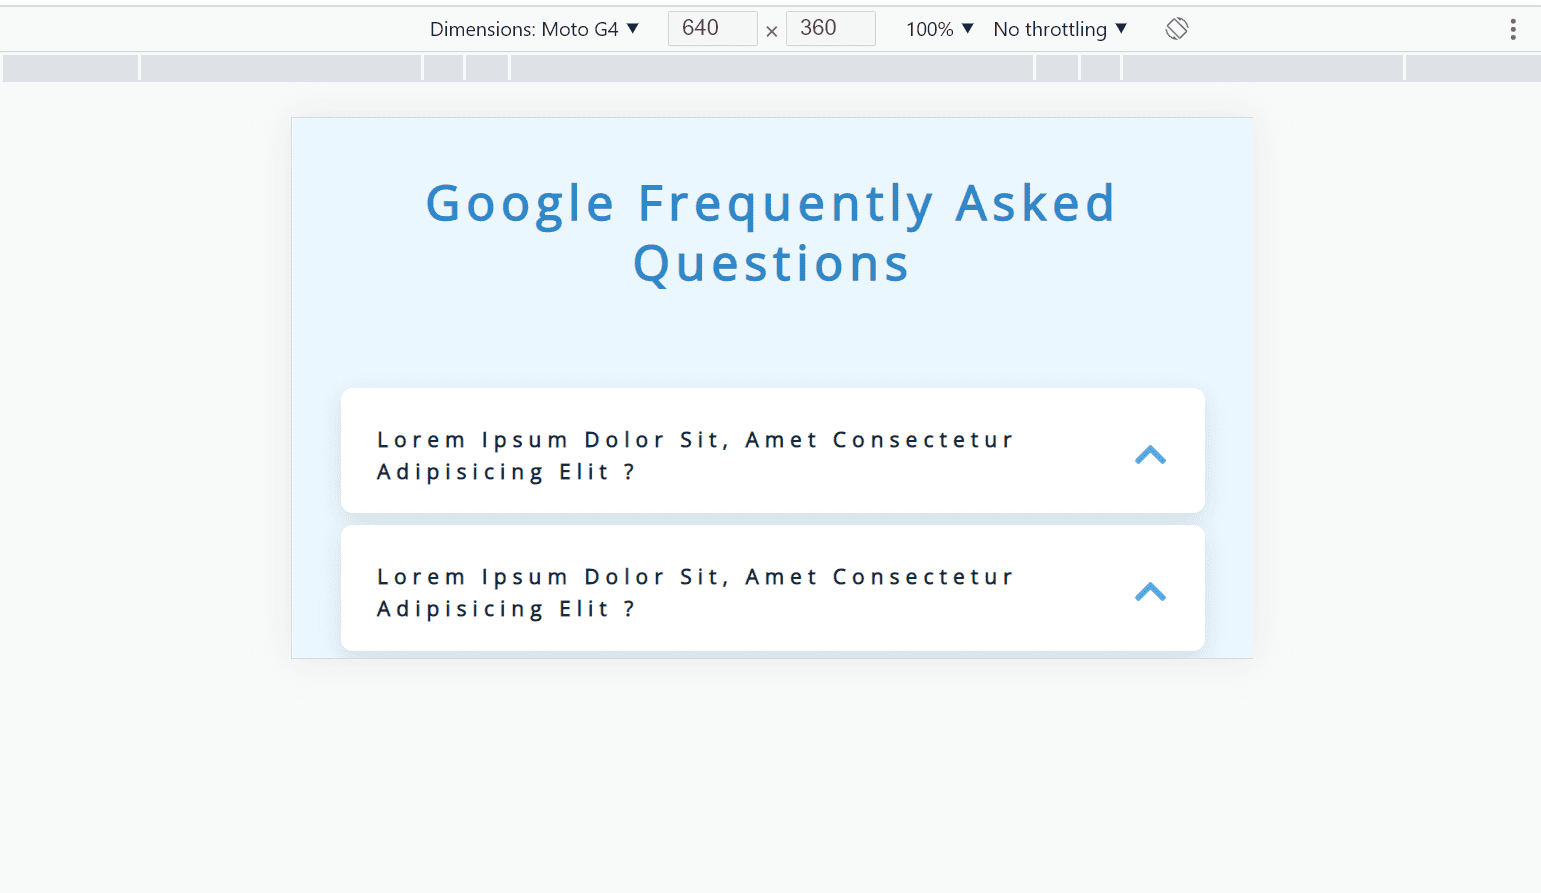 Dimensions: Moto G4 ▼ 640 × 360 100% ▼ No throttling ▼
Google Frequently Asked
Questions
Lorem Ipsum Dolor Sit, Amet Consectetur
Adipisicing Elit ?
Lorem Ipsum Dolor Sit, Amet Consectetur
Adipisicing Elit ?